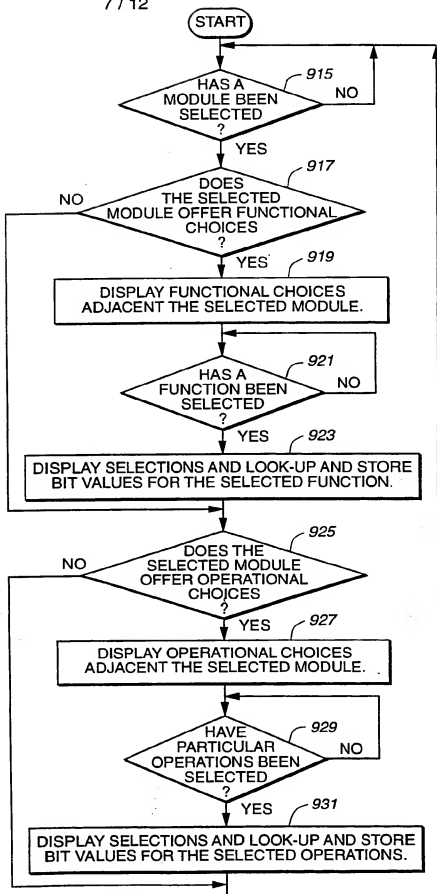 7 / 12
START
915
HAS A
MODULE BEEN
SELECTED
?
NO
YES
917
NO
DOES
THE SELECTED
MODULE OFFER FUNCTIONAL
CHOICES
?
YES
919
DISPLAY FUNCTIONAL CHOICES
ADJACENT THE SELECTED MODULE.
921
HAS A
FUNCTION BEEN
SELECTED
?
NO
YES
923
DISPLAY SELECTIONS AND LOOK-UP AND STORE
BIT VALUES FOR THE SELECTED FUNCTION.
925
NO
DOES THE
SELECTED MODULE
OFFER OPERATIONAL
CHOICES
?
YES
927
DISPLAY OPERATIONAL CHOICES
ADJACENT THE SELECTED MODULE.
929
HAVE
PARTICULAR
OPERATIONS BEEN
SELECTED
?
NO
YES
931
DISPLAY SELECTIONS AND LOOK-UP AND STORE
BIT VALUES FOR THE SELECTED OPERATIONS.